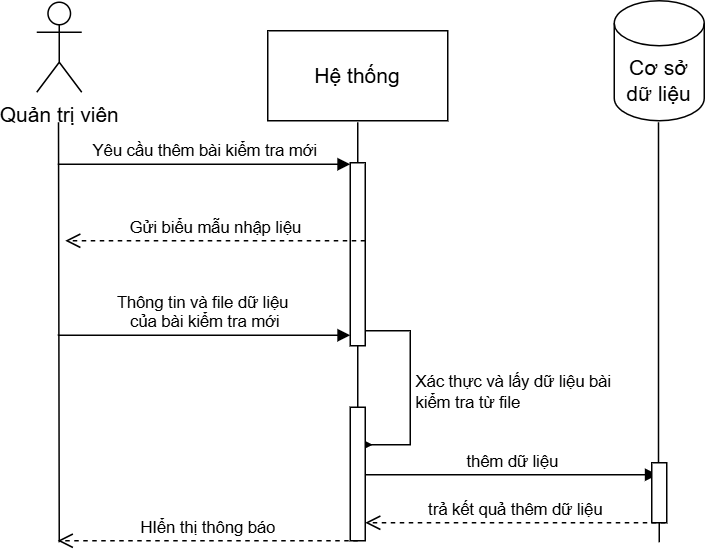 Quản trị viên
Hệ thống
Cơ sở
dữ liệu
Yêu cầu thêm bài kiểm tra mới
Gửi biểu mẫu nhập liệu
Thông tin và file dữ liệu
của bài kiểm tra mới
Xác thực và lấy dữ liệu bài
kiểm tra từ file
thêm dữ liệu
trả kết quả thêm dữ liệu
HIển thị thông báo